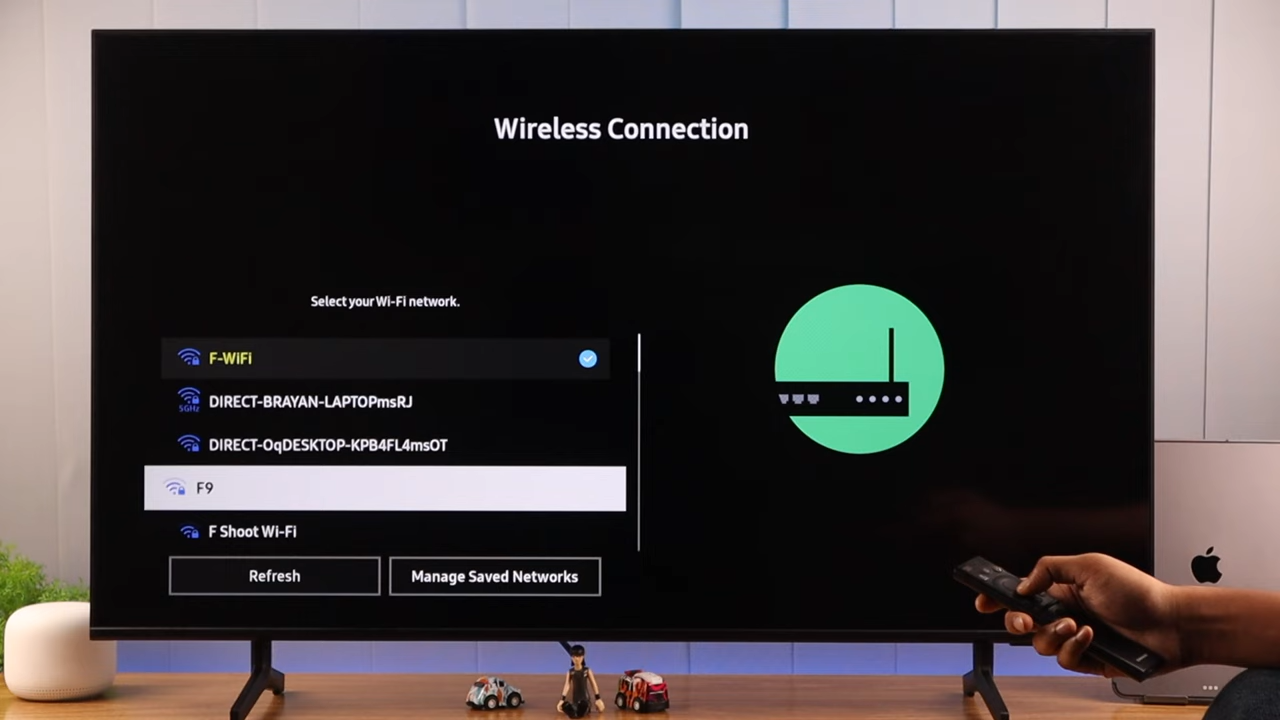 Wireless Connection
Select your Wi-Fi network.
F-WiFi
5GHz
DIRECT-BRAYAN-LAPTOPmsRJ
DIRECT-OqDESKTOP-KPB4FL4msOT
F9
F Shoot Wi-Fi
Refresh
Manage Saved Networks